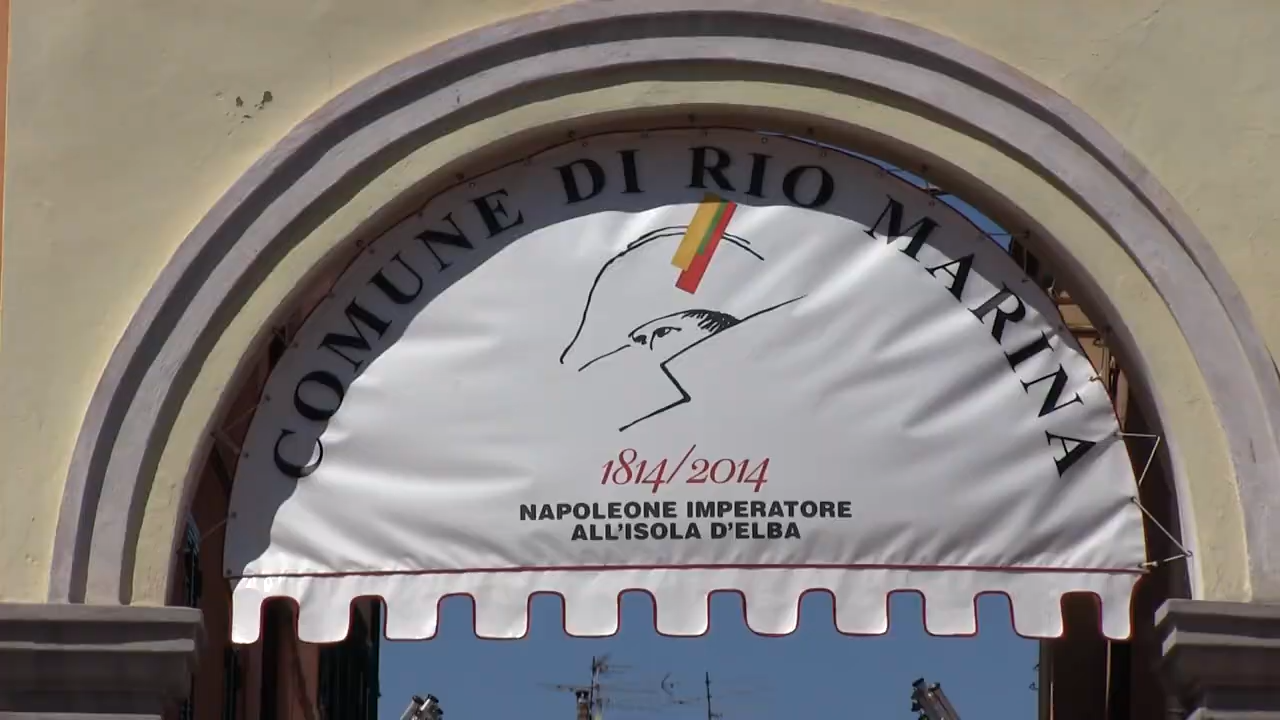 COMUNE DI RIO MARINA
1814/2014
NAPOLEONE IMPERATORE
ALL'ISOLA D'ELBA